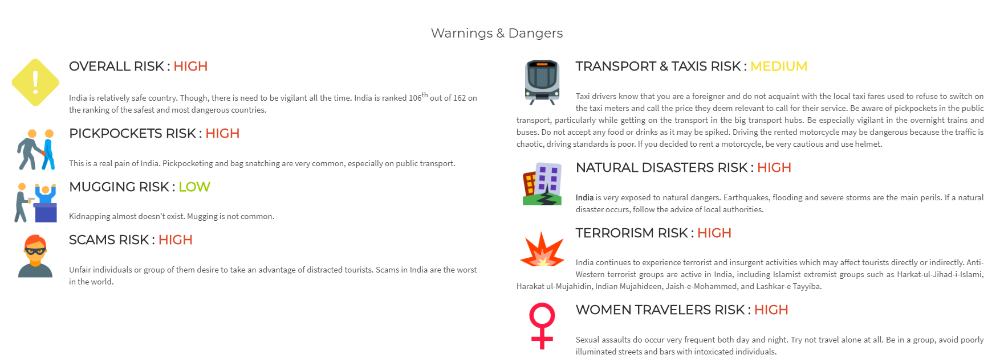 Warnings & Dangers
OVERALL RISK : HIGH
India is relatively safe country. Though, there is need to be vigilant all the time. India is ranked 106th out of 162 on
the ranking of the safest and most dangerous countries.
PICKPOCKETS RISK : HIGH
This is a real pain of India. Pickpocketing and bag snatching are very common, especially on public transport.
MUGGING RISK : LOW
Kidnapping almost doesn’t exist. Mugging is not common.
SCAMS RISK : HIGH
Unfair individuals or group of them desire to take an advantage of distracted tourists. Scams in India are the worst
in the world.
TRANSPORT & TAXIS RISK : MEDIUM
Taxi drivers know that you are a foreigner and do not acquaint with the local taxi fares used to refuse to switch on
the taxi meters and call the price they deem relevant to call for their service. Be aware of pickpockets in the public
transport, particularly while getting on the transport in the big transport hubs. Be especially vigilant in the overnight trains and
buses. Do not accept any food or drinks as it may be spiked. Driving the rented motorcycle may be dangerous because the traffic is
chaotic, driving standards is poor. If you decided to rent a motorcycle, be very cautious and use helmet.
NATURAL DISASTERS RISK : HIGH
India is very exposed to natural dangers. Earthquakes, flooding and severe storms are the main perils. If a natural
disaster occurs, follow the advice of local authorities.
TERRORISM RISK : HIGH
India continues to experience terrorist and insurgent activities which may affect tourists directly or indirectly. Anti-
Western terrorist groups are active in India, including Islamist extremist groups such as Harkat-ul-Jihad-i-Islami,
Harakat ul-Mujahidin, Indian Mujahideen, Jaish-e-Mohammed, and Lashkar-e Tayyiba.
WOMEN TRAVELERS RISK : HIGH
Sexual assaults do occur very frequent both day and night. Try not travel alone at all. Be in a group, avoid poorly
illuminated streets and bars with intoxicated individuals.